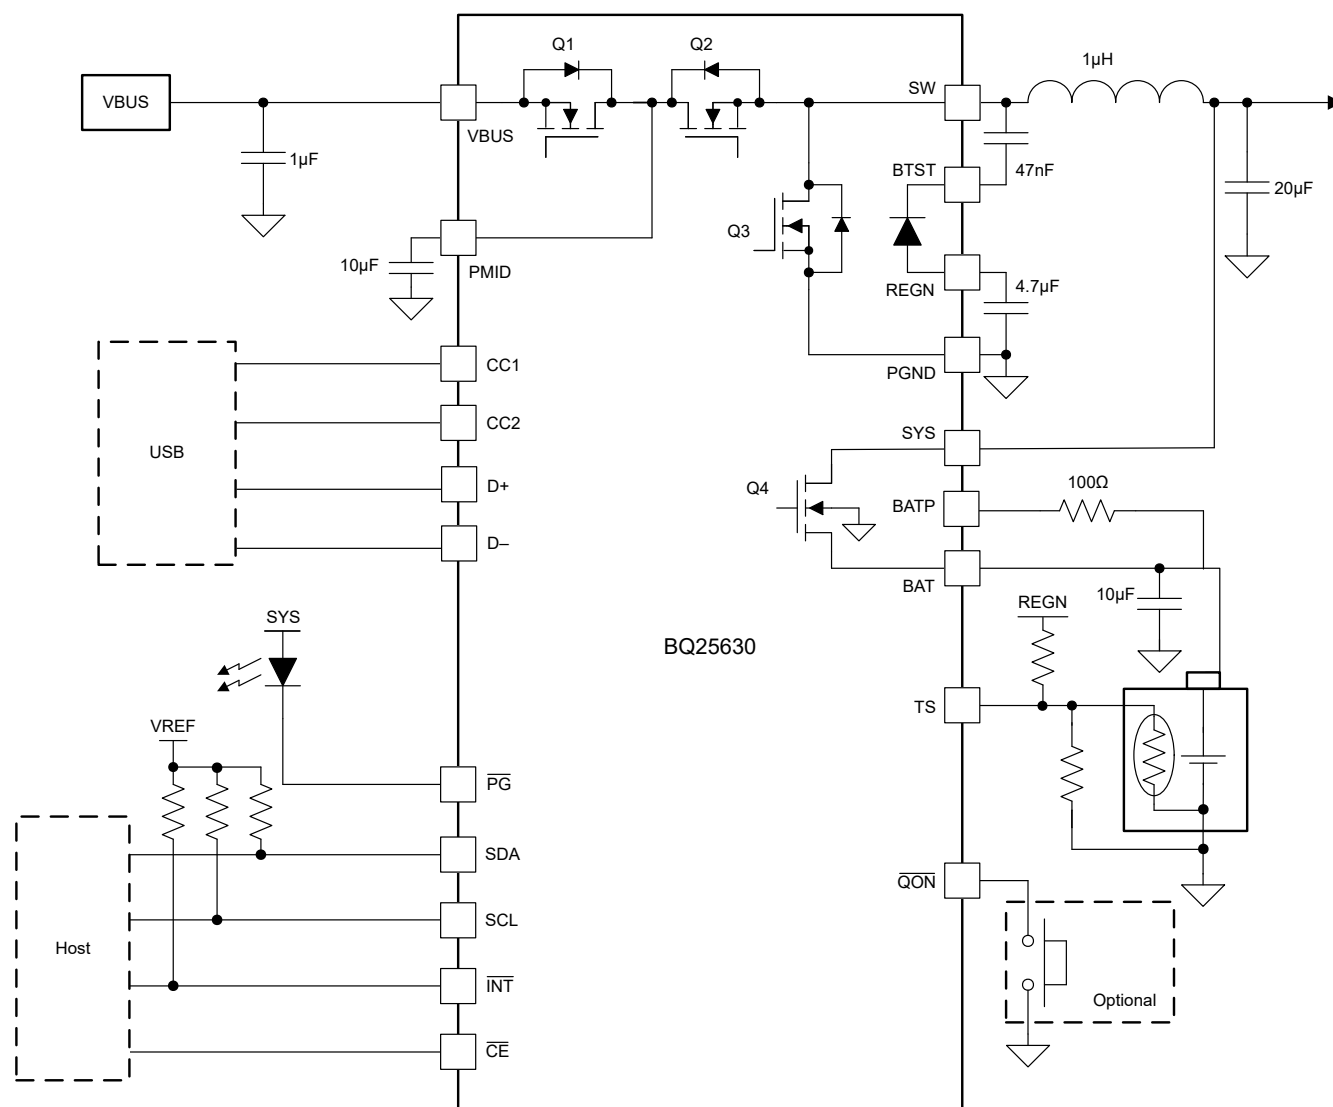 Q1
Q2
1µH
VBUS
SW
VBUS
1µF
BTST
47nF
20µF
Q3
10µF
PMID
REGN
4.7µF
CC1
PGND
CC2
SYS
USB
D+
Q4
BATP
100Ω
D–
BAT
10µF
REGN
SYS
BQ25630
TS
VREF
PG
SDA
QON
SCL
Host
INT
Optional
CE